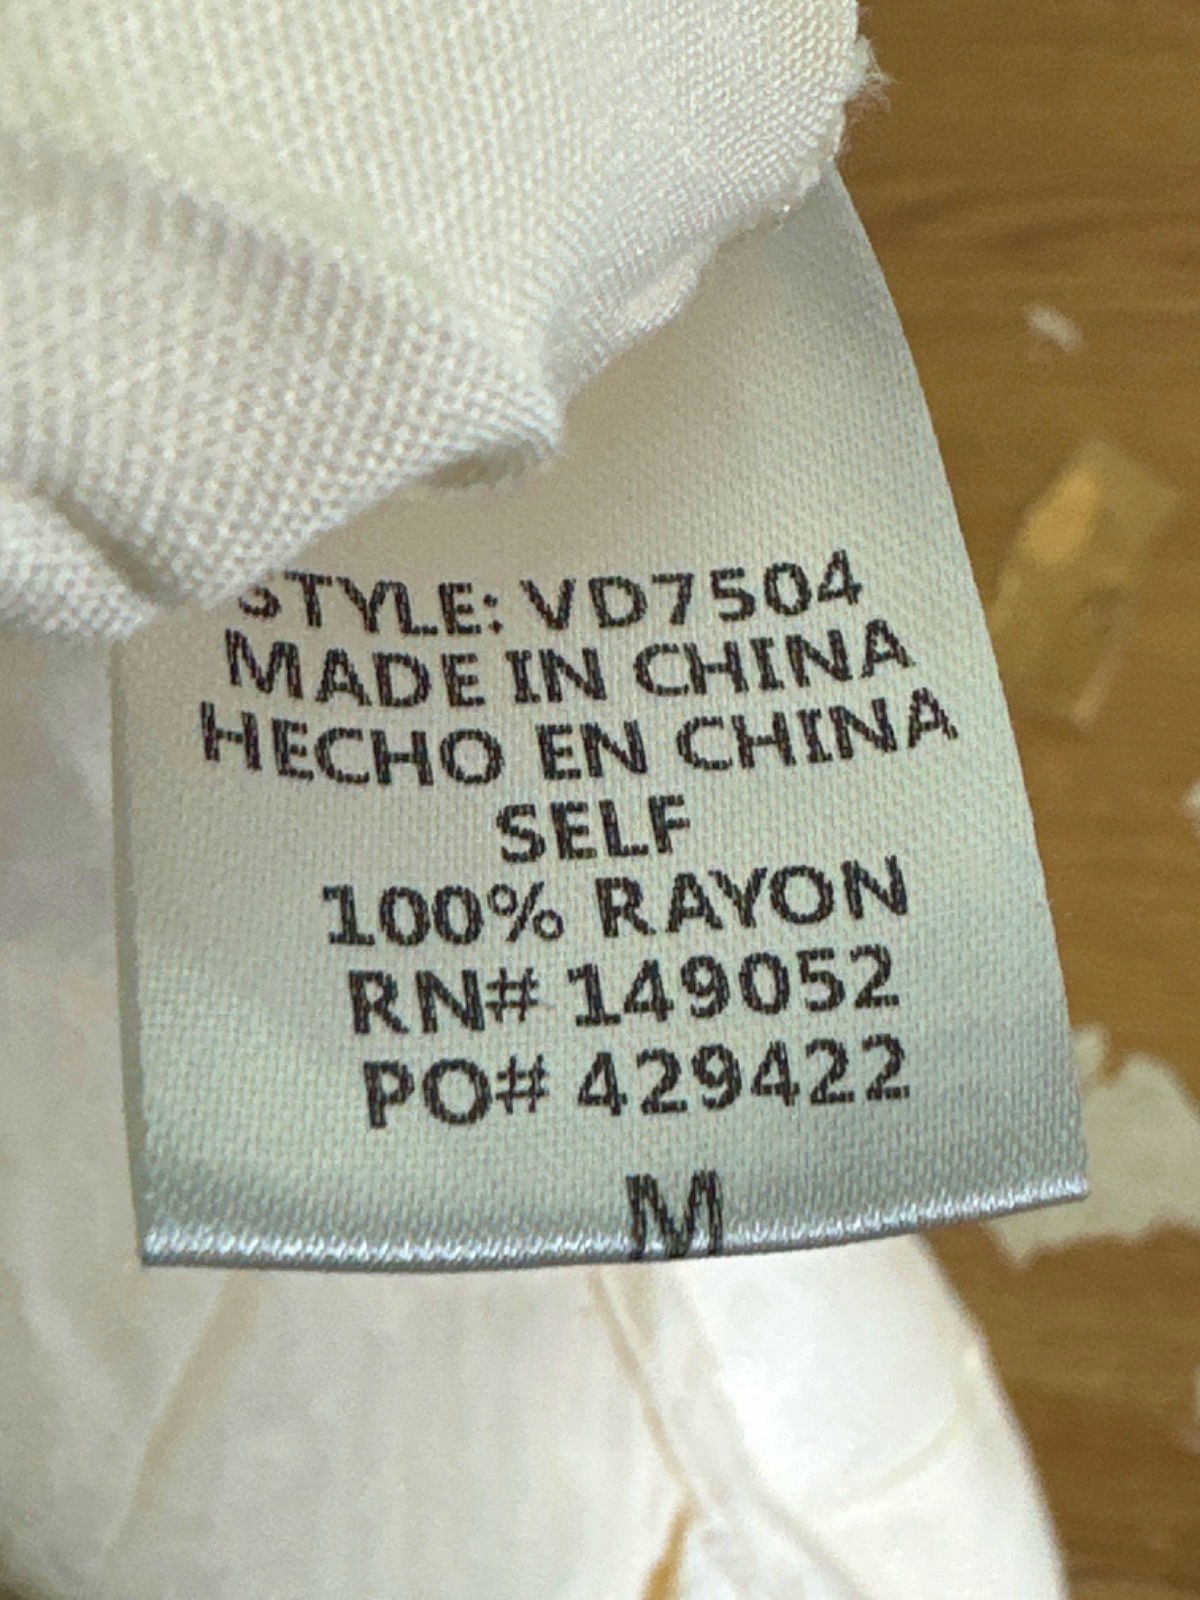 STYLE: VD7504
MADE IN CHINA
HECHO EN CHINA
SELF
100% RAYON
RN# 149052
PO# 429422
M